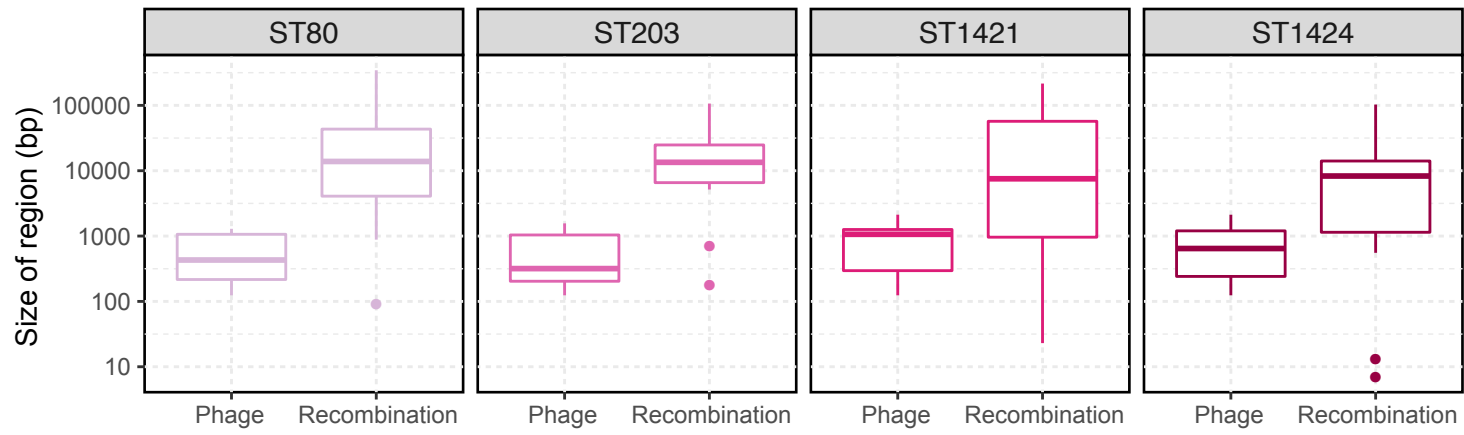 ST80 ST203 ST1421 ST1424
Size of region (bp)
100000
10000
1000
100
10
Phage Recombination Phage Recombination Phage Recombination Phage Recombination